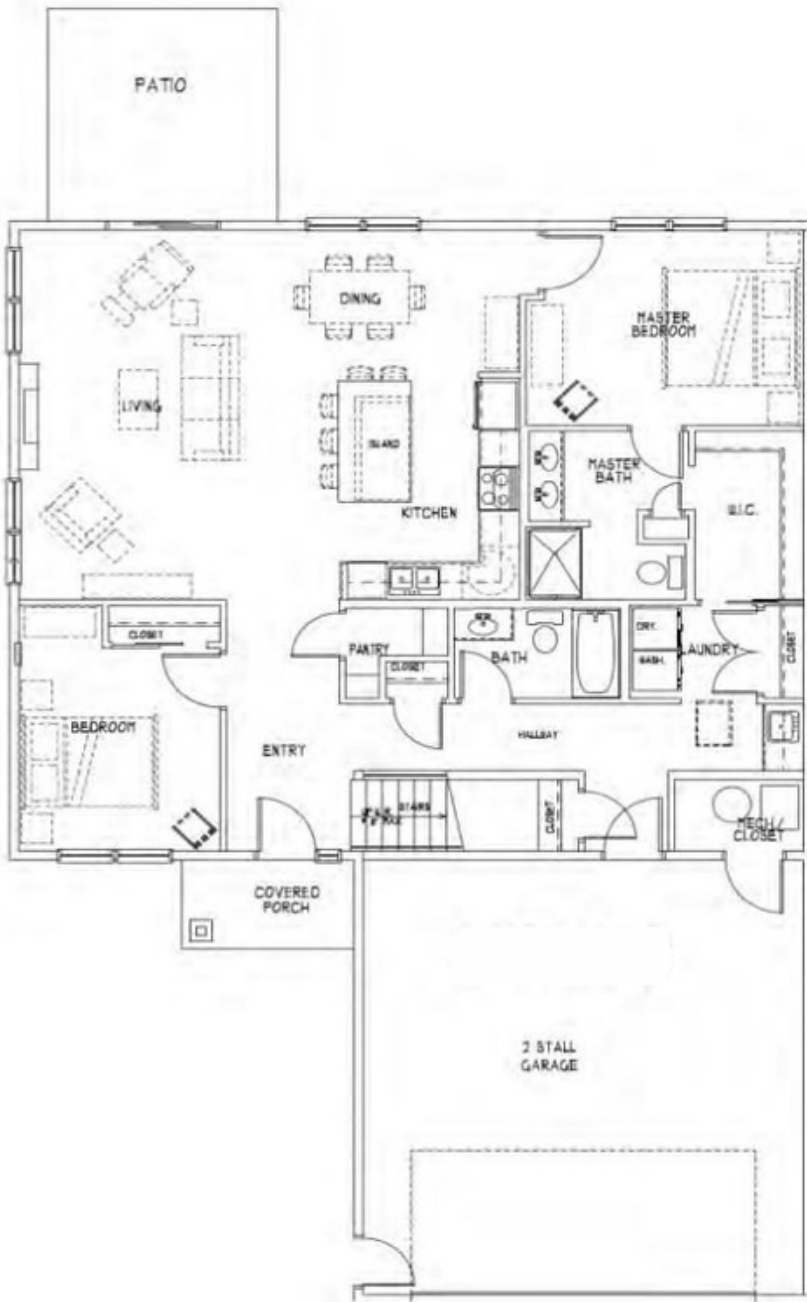 PATIO
DINING
MASTER
BEDROOM
LIVING
ISLAND
MASTER
BATH
W.I.C.
KITCHEN
CLOSET
PANTRY
CLOSET
BATH
DRY.
WASH.
LAUNDRY
CLOSET
BEDROOM
ENTRY
HALLWAY
STAIRS
CLOSET
MECH/
CLOSET
COVERED
PORCH
2 STALL
GARAGE